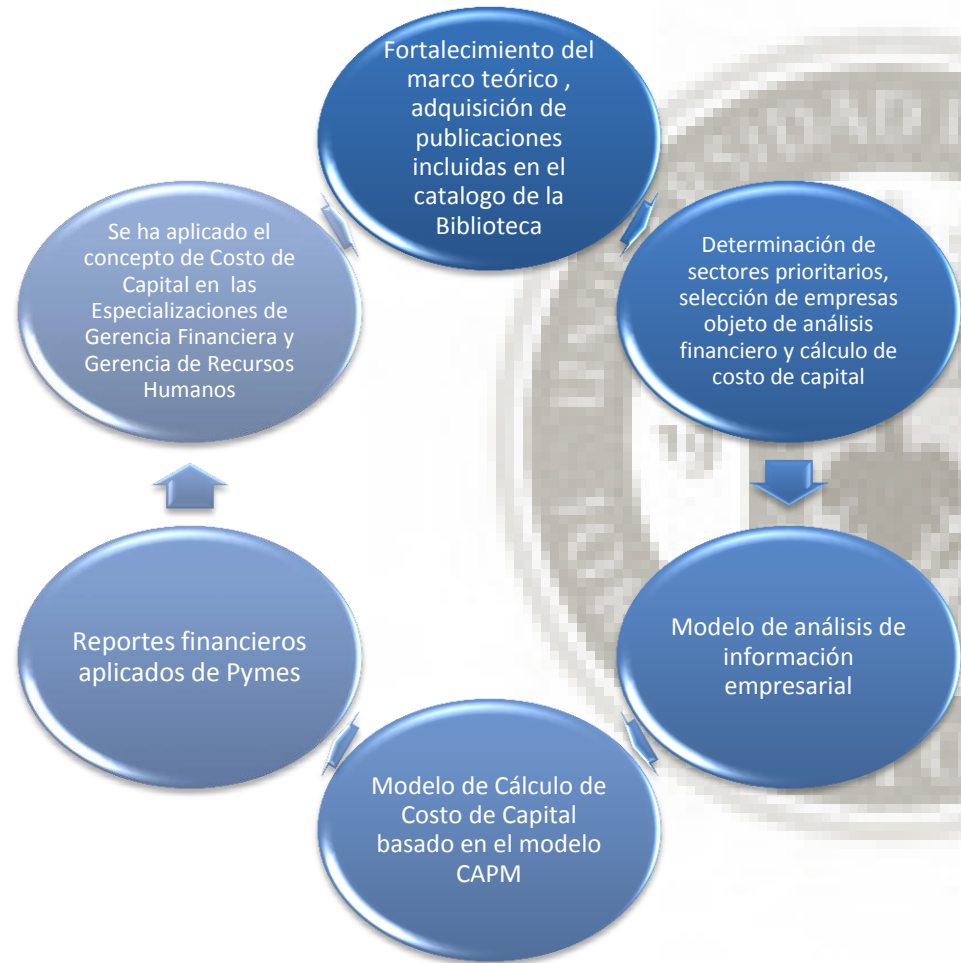 Fortalecimiento del
marco teórico ,
adquisición de
publicaciones
incluidas en el
catalogo de la
Biblioteca
Determinación de
sectores prioritarios,
selección de empresas
objeto de análisis
financiero y cálculo de
costo de capital
Modelo de análisis de
información
empresarial
Modelo de Cálculo de
Costo de Capital
basado en el modelo
CAPM
Reportes financieros
aplicados de Pymes
Se ha aplicado el
concepto de Costo de
Capital en las
Especializaciones de
Gerencia Financiera y
Gerencia de Recursos
Humanos